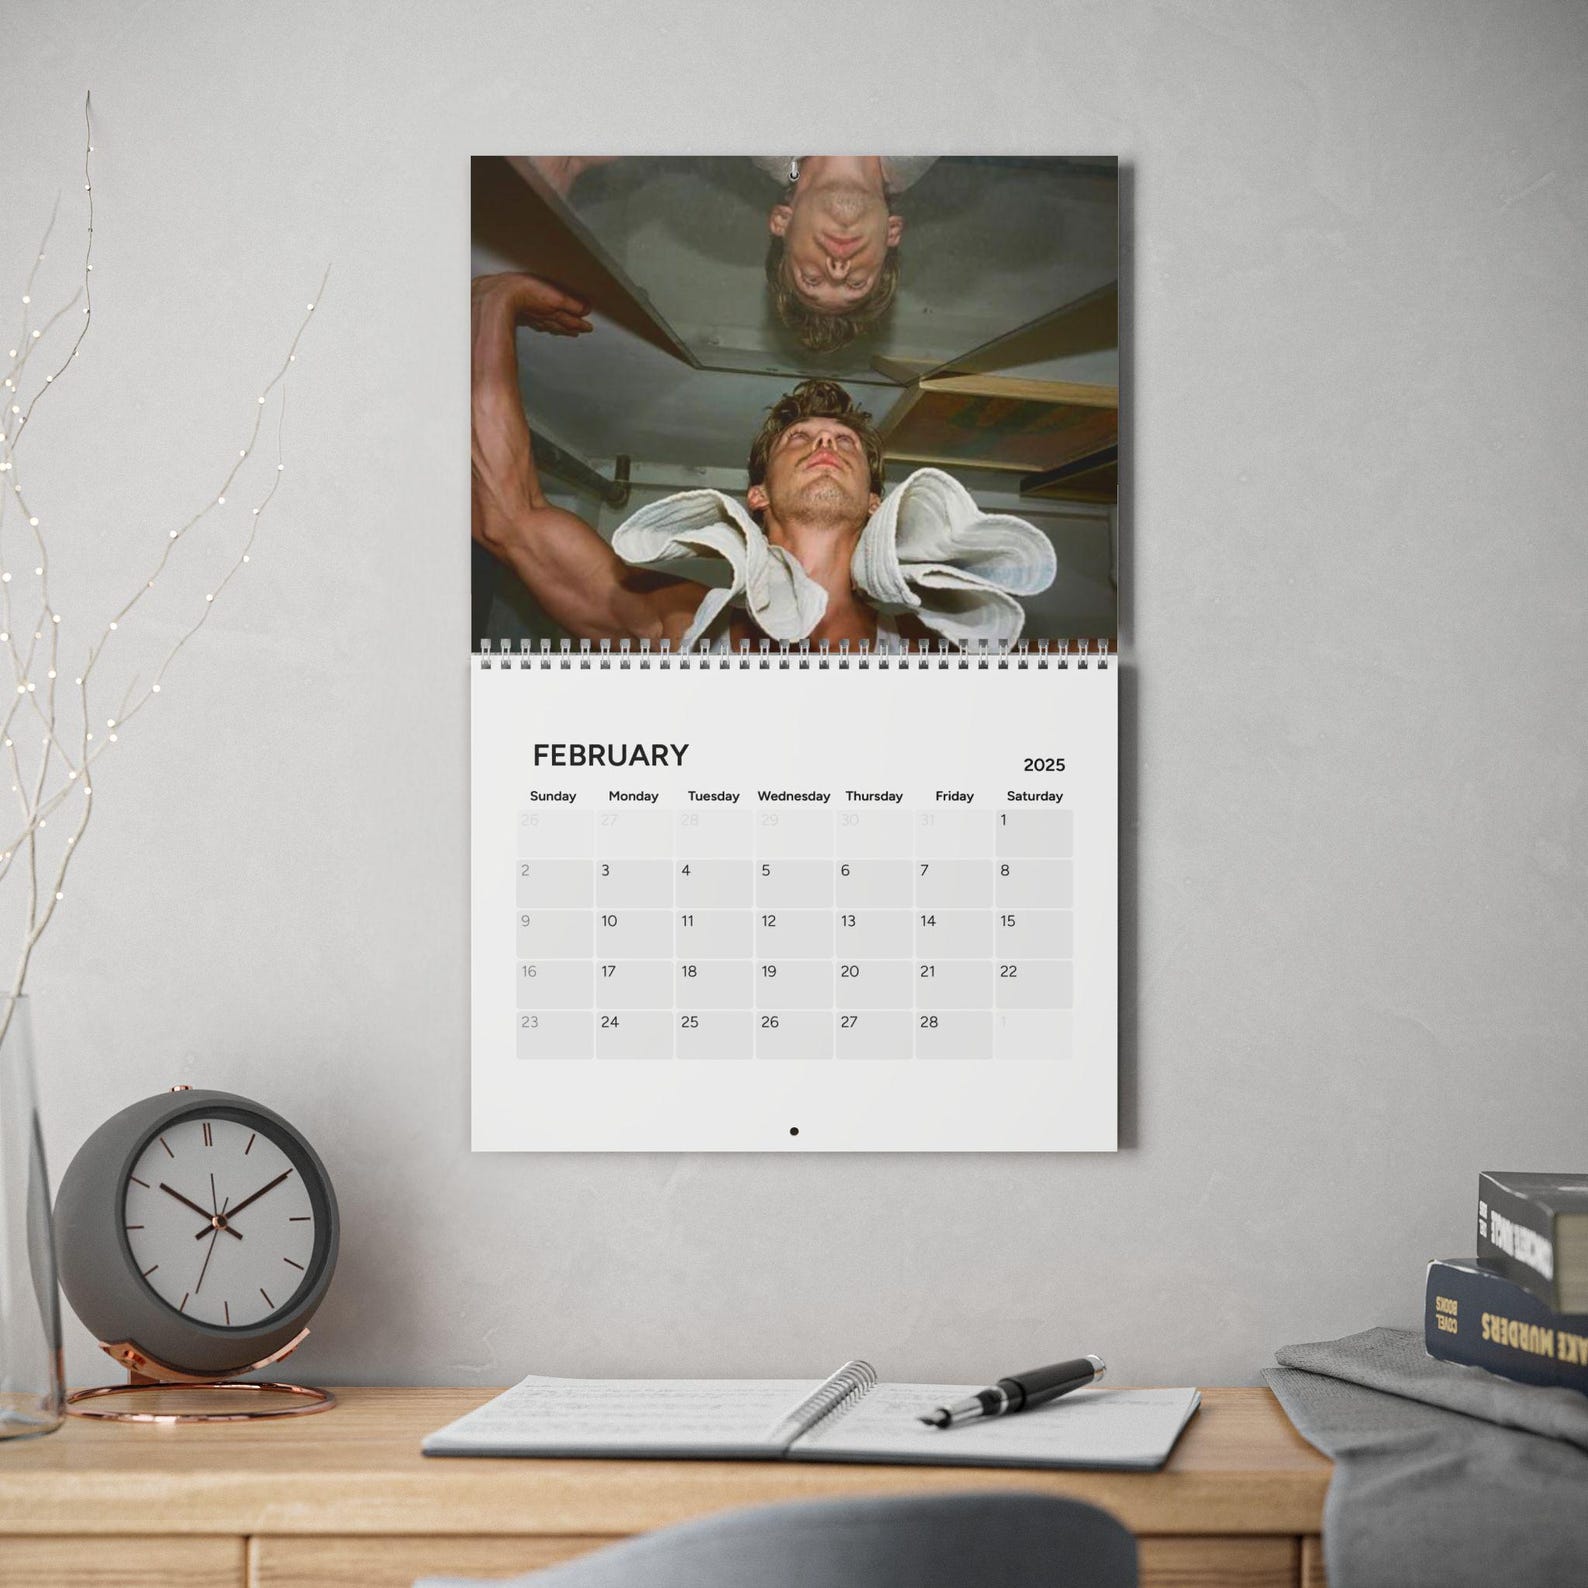 FEBRUARY
2025
Sunday Monday Tuesday Wednesday Thursday Friday Saturday
26 27 28 29 30 31 1
2 3 4 5 6 7 8
9 10 11 12 13 14 15
16 17 18 19 20 21 22
23 24 25 26 27 28 1
COVEL
BOOKS
MURDERS